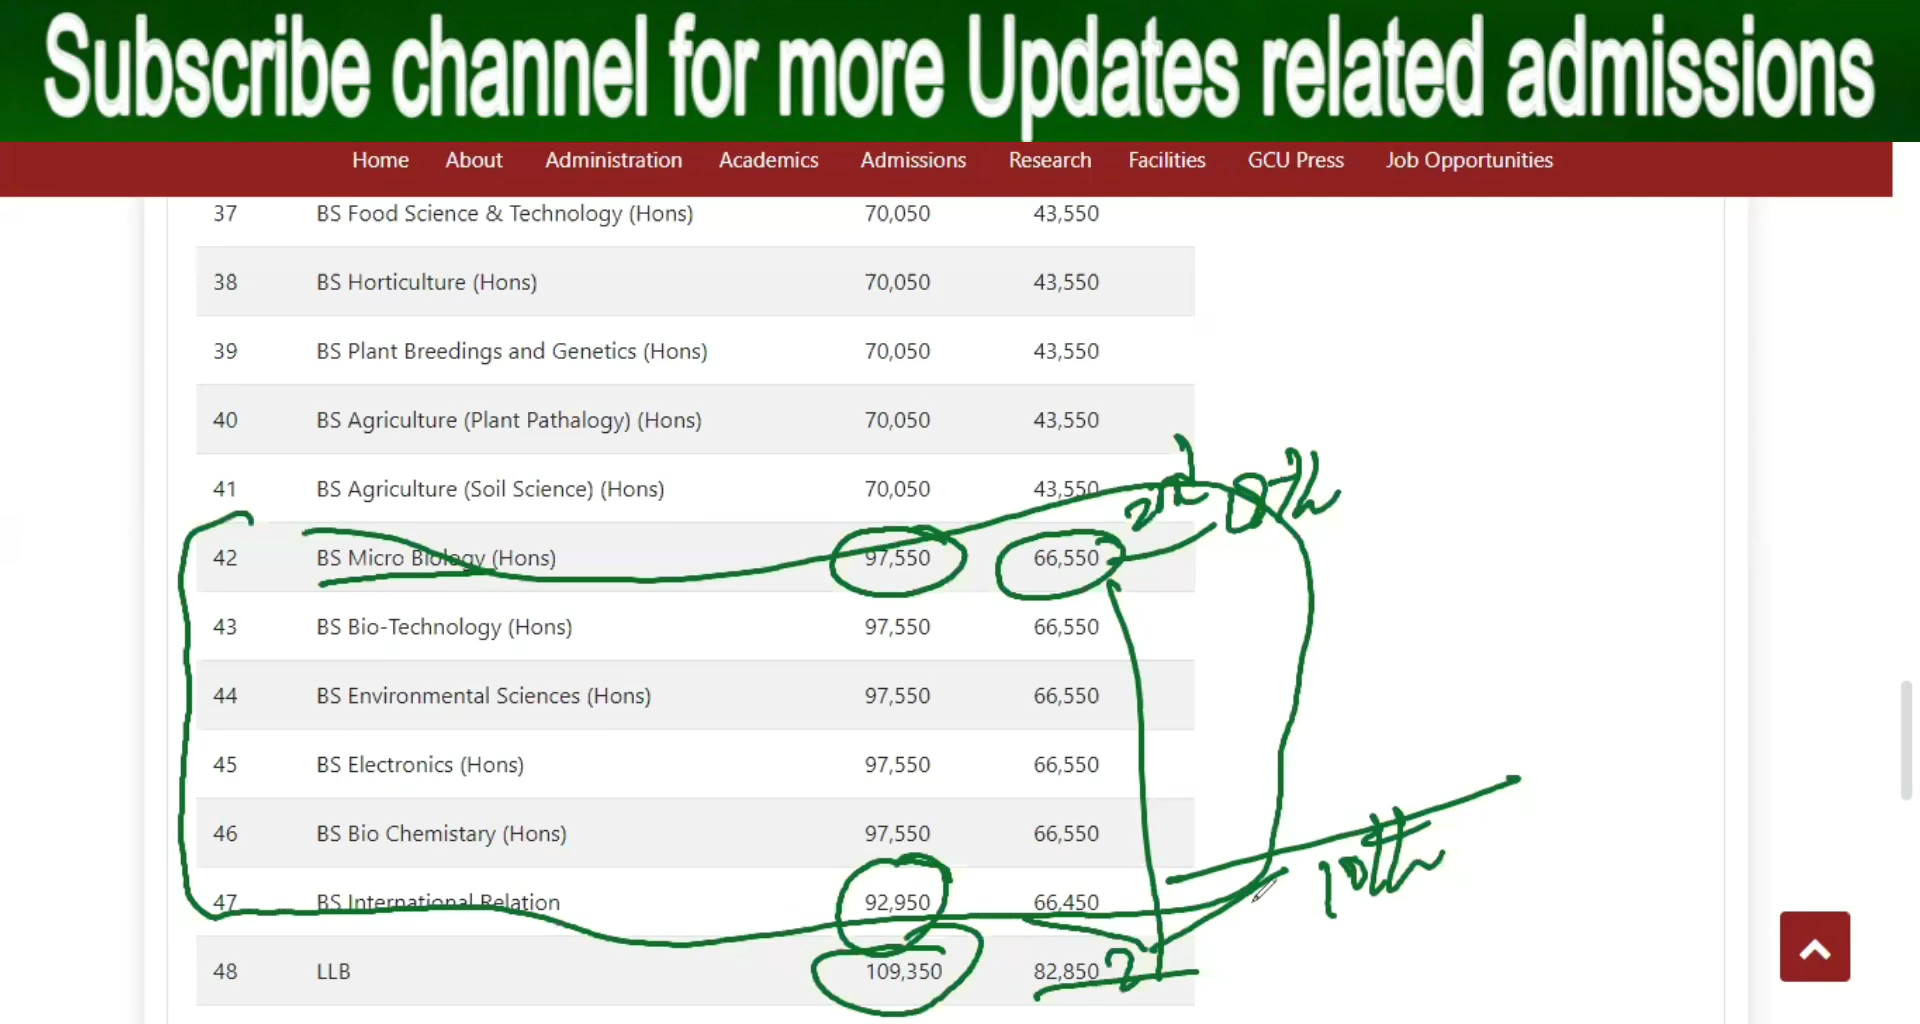 Subscribe channel for more Updates related admissions
Home About Administration Academics Admissions Research Facilities GCU Press Job Opportunities
37 BS Food Science & Technology (Hons) 70,050 43,550
38 BS Horticulture (Hons) 70,050 43,550
39 BS Plant Breedings and Genetics (Hons) 70,050 43,550
40 BS Agriculture (Plant Pathalogy) (Hons) 70,050 43,550
41 BS Agriculture (Soil Science) (Hons) 70,050 43,550
2nd 8th
42 BS Micro Biology (Hons) 97,550 66,550
43 BS Bio-Technology (Hons) 97,550 66,550
44 BS Environmental Sciences (Hons) 97,550 66,550
45 BS Electronics (Hons) 97,550 66,550
46 BS Bio Chemistary (Hons) 97,550 66,550
10th
47 BS International Relation 92,950 66,450
48 LLB 109,350 82,850 2